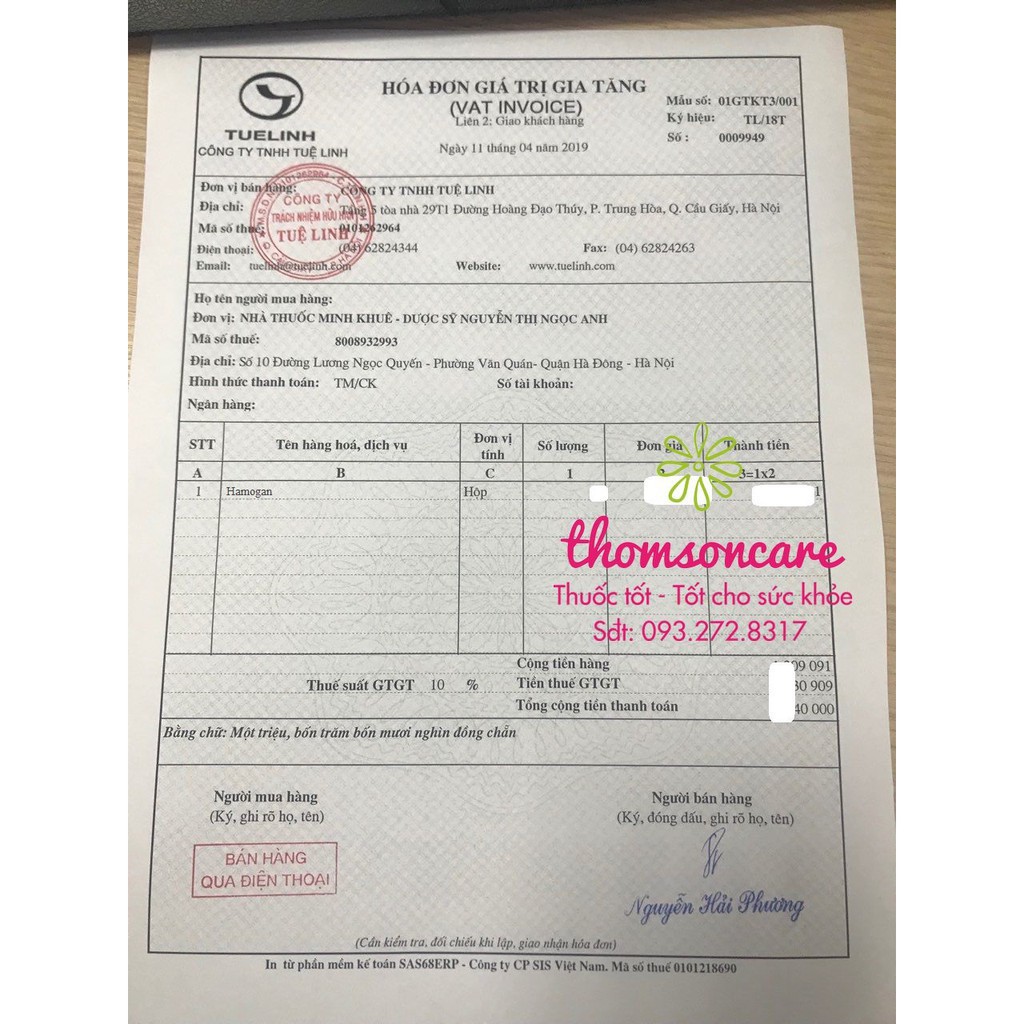 HÓA ĐƠN GIÁ TRỊ GIA TĂNG
(VAT INVOICE)
Liên 2: Giao khách hàng
Ngày 11 tháng 04 năm 2019
Mẫu số: 01GTKT3/001
Ký hiệu: TL/18T
Số : 0009949
TUELINH
CÔNG TY TNHH TUỆ LINH
Đơn vị bán hàng: CÔNG TY TNHH TUỆ LINH
Địa chỉ: Tầng 5 tòa nhà 29T1 Đường Hoàng Đạo Thúy, P. Trung Hòa, Q. Cầu Giấy, Hà Nội
Mã số thuế: 0101262964
Điện thoại: (04) 62824344 Fax: (04) 62824263
Email: tuelinh@tuelinh.com Website: www.tuelinh.com
CÔNG TY
TRÁCH NHIỆM HỮU HẠN
TUỆ LINH
Họ tên người mua hàng:
Đơn vị: NHÀ THUỐC MINH KHUÊ - DƯỢC SỸ NGUYỄN THỊ NGỌC ANH
Mã số thuế: 8008932993
Địa chỉ: Số 10 Đường Lương Ngọc Quyến - Phường Văn Quán- Quận Hà Đông - Hà Nội
Hình thức thanh toán: TM/CK Số tài khoản:
Ngân hàng:
STT Tên hàng hoá, dịch vụ Đơn vị tính Số lượng Đơn giá Thành tiền
A B C 1 3=1x2
1 Hamogan Hộp 1
thomsoncare
Thuốc tốt - Tốt cho sức khỏe
Sđt: 093.272.8317
Cộng tiền hàng 09 091
Thuế suất GTGT 10 % Tiền thuế GTGT 30 909
Tổng cộng tiền thanh toán 40 000
Bằng chữ: Một triệu, bốn trăm bốn mươi nghìn đồng chẵn
Người mua hàng
(Ký, ghi rõ họ, tên)
Người bán hàng
(Ký, đóng dấu, ghi rõ họ, tên)
BÁN HÀNG
QUA ĐIỆN THOẠI
Nguyễn Hải Phương
(Cần kiểm tra, đối chiếu khi lập, giao nhận hóa đơn)
In từ phần mềm kế toán SAS68ERP - Công ty CP SIS Việt Nam. Mã số thuế 0101218690